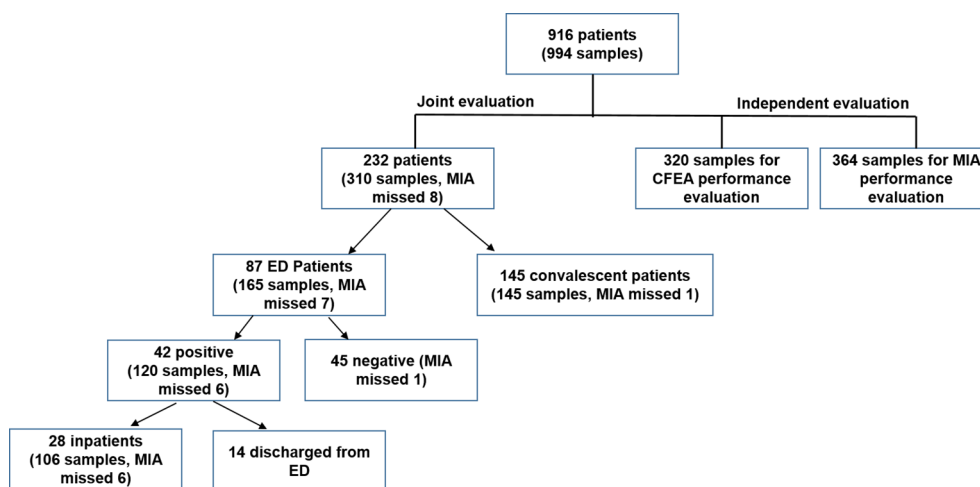 916 patients
(994 samples)
Joint evaluation
Independent evaluation
232 patients
(310 samples, MIA
missed 8)
320 samples for
CFEA performance
evaluation
364 samples for MIA
performance
evaluation
87 ED Patients
(165 samples, MIA
missed 7)
145 convalescent patients
(145 samples, MIA missed 1)
42 positive
(120 samples, MIA
missed 6)
45 negative (MIA
missed 1)
28 inpatients
(106 samples, MIA
missed 6)
14 discharged from
ED